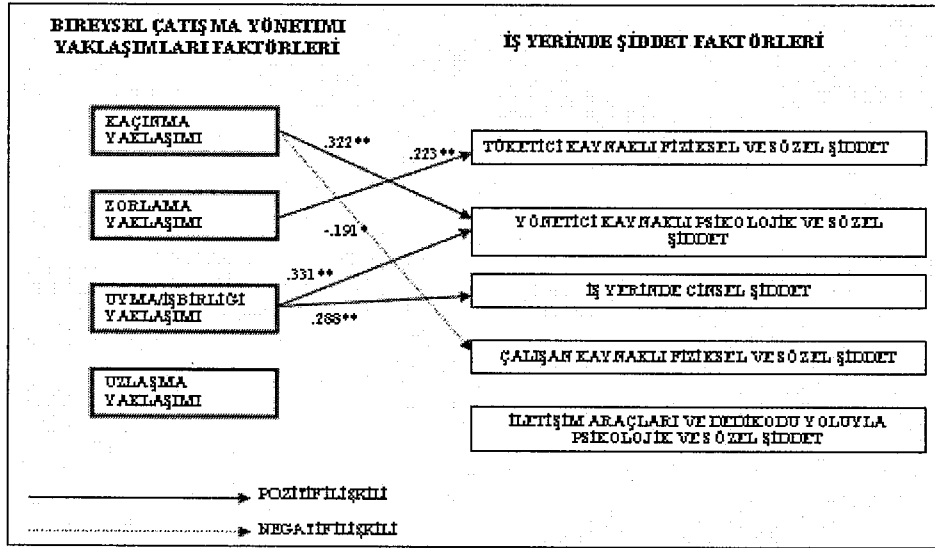 BIREYSEL ÇATIŞMA YÖNETIMI
YAKLAŞIMLARI FAKTÖRLERİ
İŞ YERİNDE ŞİDDET FAKTÖRLERİ
KAÇINMA
YAKLAŞIMI
.322**
.223**
TÜKETİCİ KAYNAKLI FİZİKSEL VE SÖZEL ŞİDDET
ZORLAMA
YAKLAŞIMI
-.191*
YÖNETİCİ KAYNAKLI PSİKOLOJİK VE SÖZEL
ŞİDDET
.331**
UYMA/İŞBİRLİĞİ
YAKLAŞIMI
.288**
İŞ YERİNDE CİNSEL ŞİDDET
ÇALIŞAN KAYNAKLI FİZİKSEL VE SÖZEL ŞİDDET
UZLAŞMA
YAKLAŞIMI
İLETİŞİM ARAÇLARI VE DEDİKODU YOLUYLA
PSİKOLOJİK VE SÖZEL ŞİDDET
POZİTİF İLİŞKİLİ
NEGATİF İLİŞKİLİ